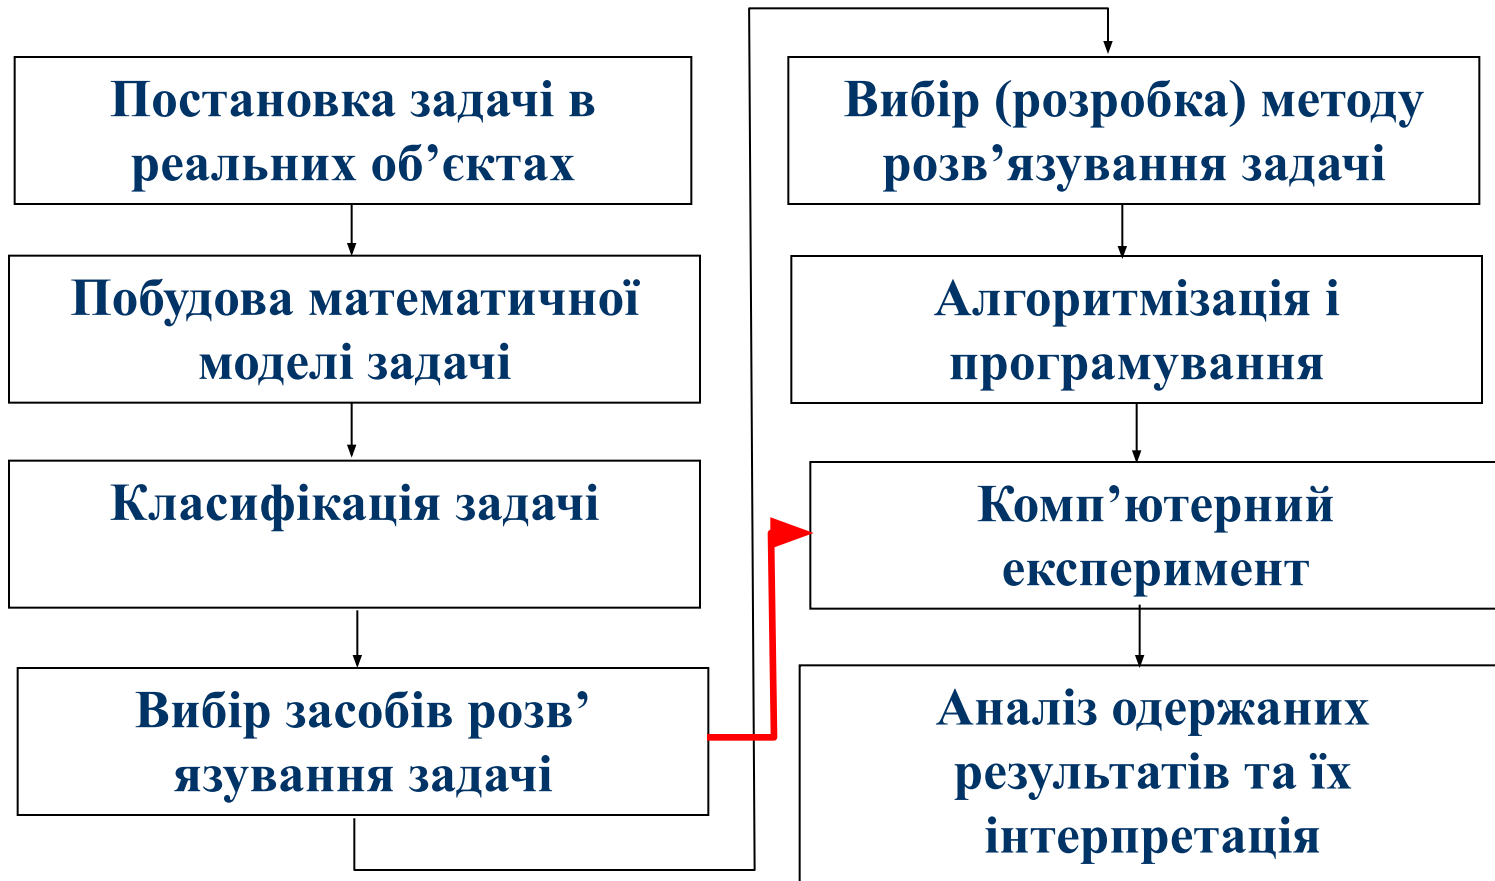 Постановка задачі в
реальних об’єктах
Побудова математичної
моделі задачі
Класифікація задачі
Вибір засобів розв’
язування задачі
Вибір (розробка) методу
розв’язування задачі
Алгоритмізація і
програмування
Комп’ютерний
експеримент
Аналіз одержаних
результатів та їх
інтерпретація